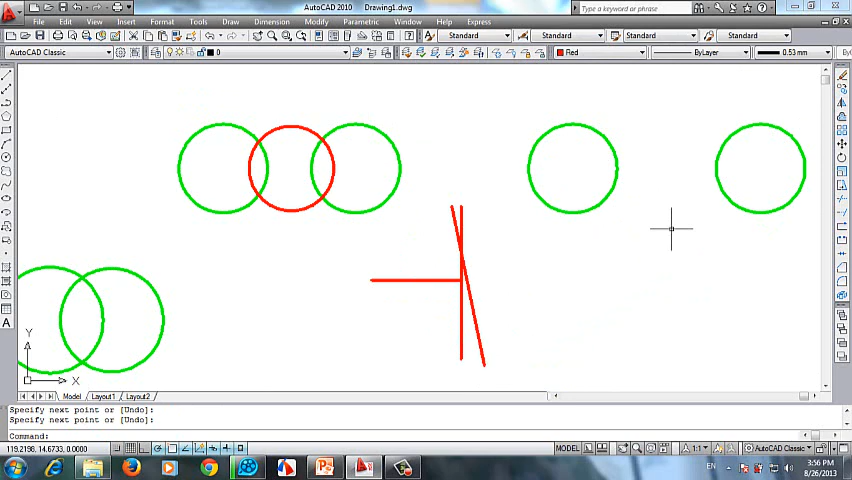 AutoCAD 2010 Drawing1.dwg
Type a keyword or phrase
File Edit View Insert Format Tools Draw Dimension Modify Parametric Window Help Express
Standard Standard Standard Standard
AutoCAD Classic 0 Red ByLayer 0.53 mm
Y
X
A
Model Layout1 Layout2
Specify next point or [Undo]:
Specify next point or [Undo]:
Command:
119.2198, 14.6733, 0.0000 MODEL 1:1 AutoCAD Classic
EN 3:56 PM
8/26/2013